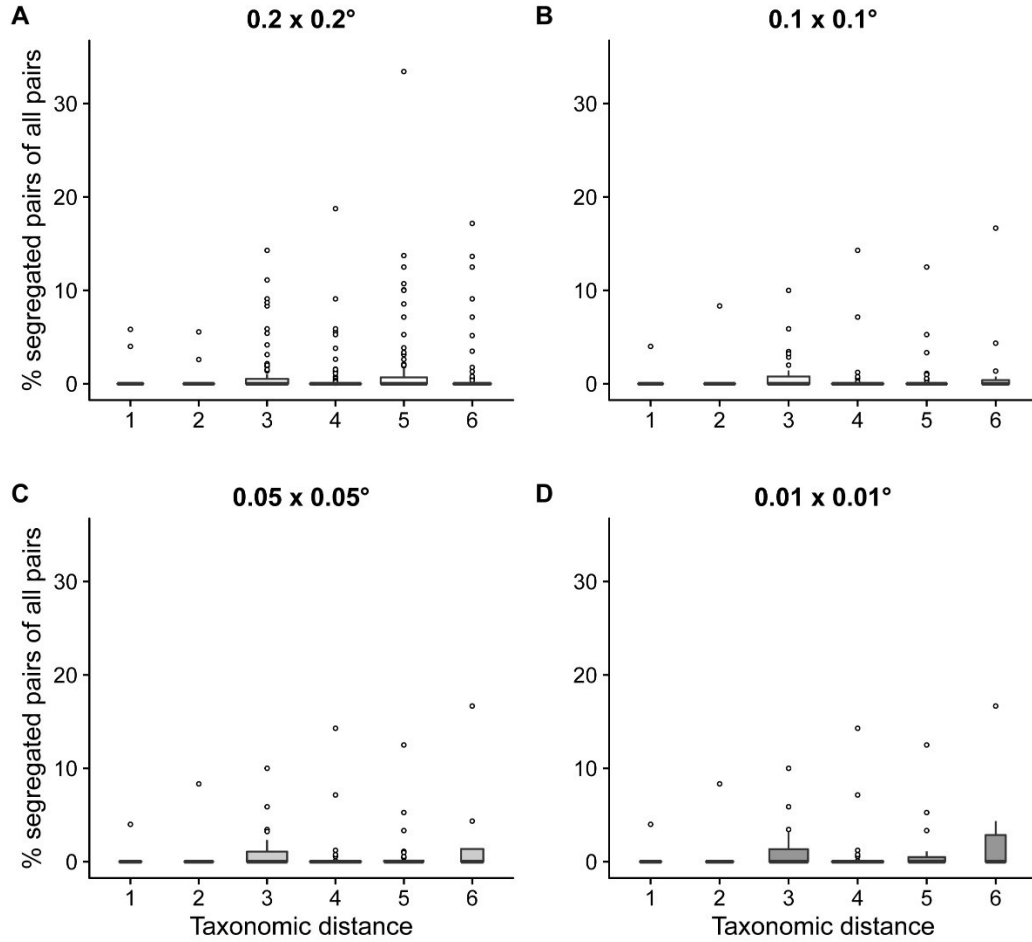 A
0.2 x 0.2°
% segregated pairs of all pairs
30
20
10
0
1 2 3 4 5 6
B
0.1 x 0.1°
30
20
10
0
1 2 3 4 5 6
C
0.05 x 0.05°
% segregated pairs of all pairs
30
20
10
0
1 2 3 4 5 6
Taxonomic distance
D
0.01 x 0.01°
30
20
10
0
1 2 3 4 5 6
Taxonomic distance